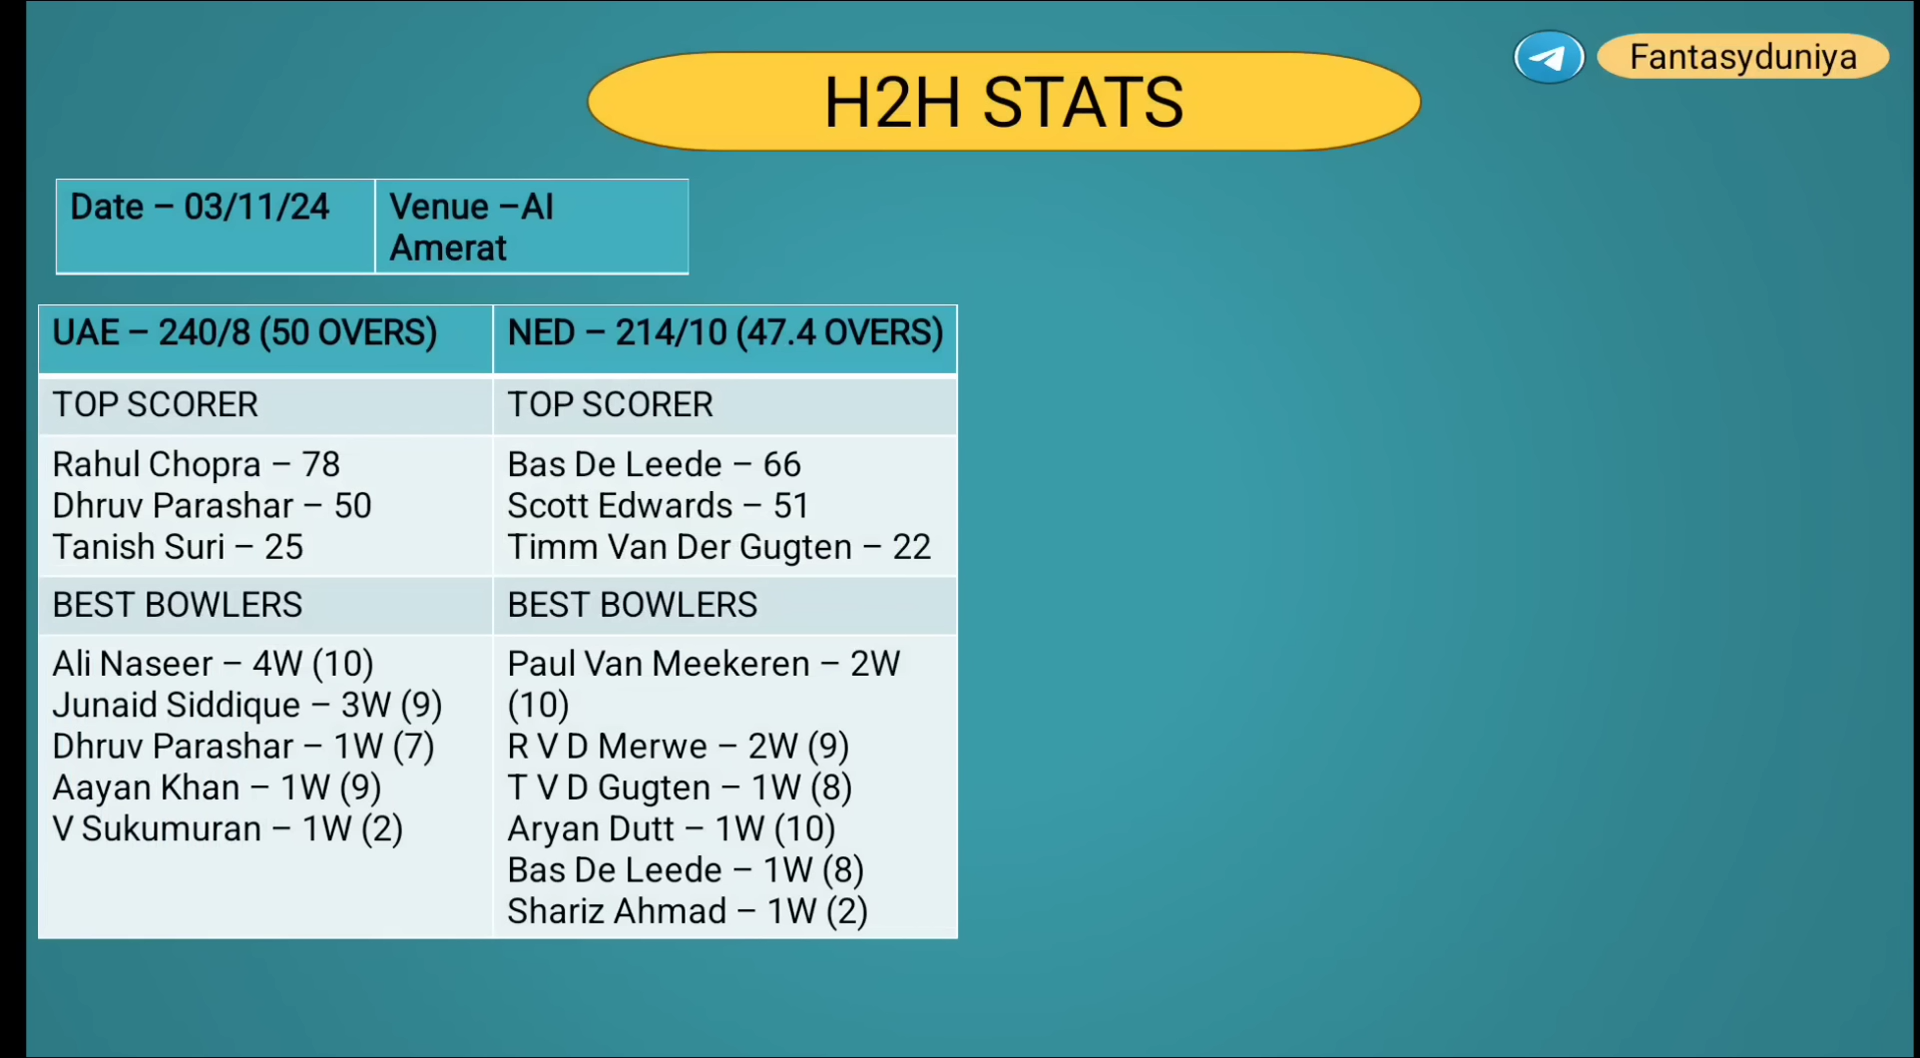 H2H STATS
Fantasyduniya
Date – 03/11/24
Venue –Al
Amerat
UAE – 240/8 (50 OVERS)
NED – 214/10 (47.4 OVERS)
TOP SCORER
TOP SCORER
Rahul Chopra – 78
Dhruv Parashar – 50
Tanish Suri – 25
Bas De Leede – 66
Scott Edwards – 51
Timm Van Der Gugten – 22
BEST BOWLERS
BEST BOWLERS
Ali Naseer – 4W (10)
Junaid Siddique – 3W (9)
Dhruv Parashar – 1W (7)
Aayan Khan – 1W (9)
V Sukumuran – 1W (2)
Paul Van Meekeren – 2W
(10)
R V D Merwe – 2W (9)
T V D Gugten – 1W (8)
Aryan Dutt – 1W (10)
Bas De Leede – 1W (8)
Shariz Ahmad – 1W (2)